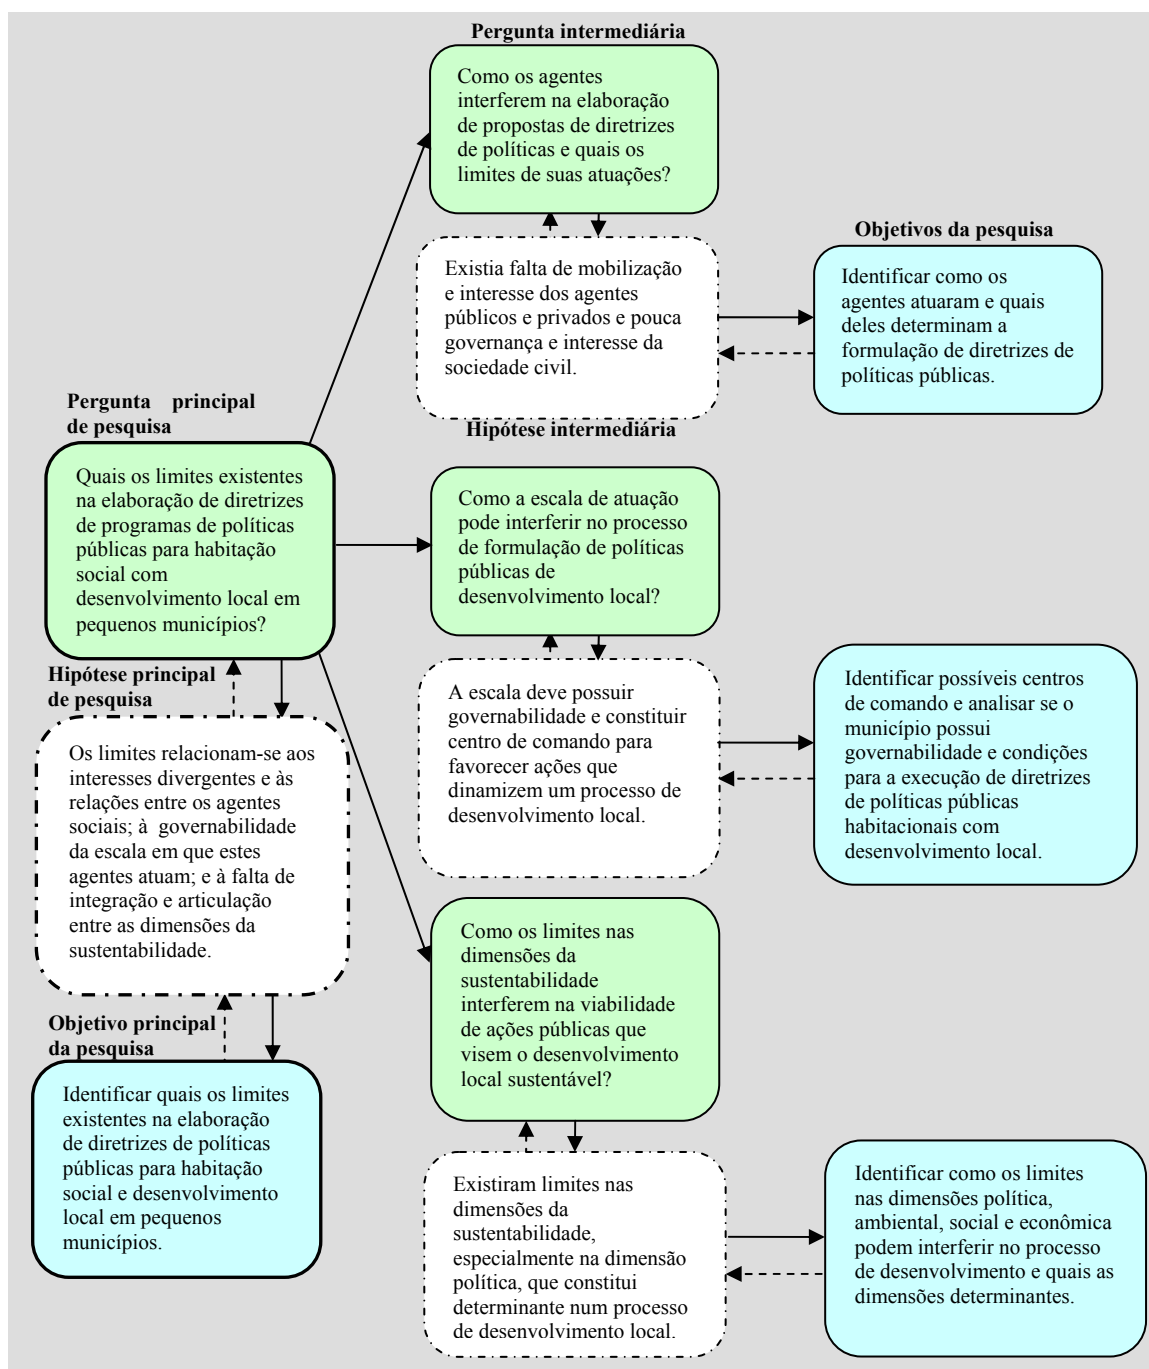 Pergunta intermediária
Como os agentes
interferem na elaboração
de propostas de diretrizes
de políticas e quais os
limites de suas atuações?
Existia falta de mobilização
e interesse dos agentes
públicos e privados e pouca
governança e interesse da
sociedade civil.
Objetivos da pesquisa
Identificar como os
agentes atuaram e quais
deles determinam a
formulação de diretrizes de
políticas públicas.
Pergunta principal
de pesquisa
Quais os limites existentes
na elaboração de diretrizes
de programas de políticas
públicas para habitação
social com
desenvolvimento local em
pequenos municípios?
Hipótese intermediária
Como a escala de atuação
pode interferir no processo
de formulação de políticas
públicas de
desenvolvimento local?
A escala deve possuir
governabilidade e constituir
centro de comando para
favorecer ações que
dinamizem um processo de
desenvolvimento local.
Identificar possíveis centros
de comando e analisar se o
município possui
governabilidade e condições
para a execução de diretrizes
de políticas públicas
habitacionais com
desenvolvimento local.
Hipótese principal
de pesquisa
Os limites relacionam-se aos
interesses divergentes e às
relações entre os agentes
sociais; à governabilidade
da escala em que estes
agentes atuam; e à falta de
integração e articulação
entre as dimensões da
sustentabilidade.
Como os limites nas
dimensões da
sustentabilidade
interferem na viabilidade
de ações públicas que
visem o desenvolvimento
local sustentável?
Objetivo principal
da pesquisa
Identificar quais os limites
existentes na elaboração
de diretrizes de políticas
públicas para habitação
social e desenvolvimento
local em pequenos
municípios.
Existiram limites nas
dimensões da
sustentabilidade,
especialmente na dimensão
política, que constitui
determinante num processo
de desenvolvimento local.
Identificar como os limites
nas dimensões política,
ambiental, social e econômica
podem interferir no processo
de desenvolvimento e quais as
dimensões determinantes.